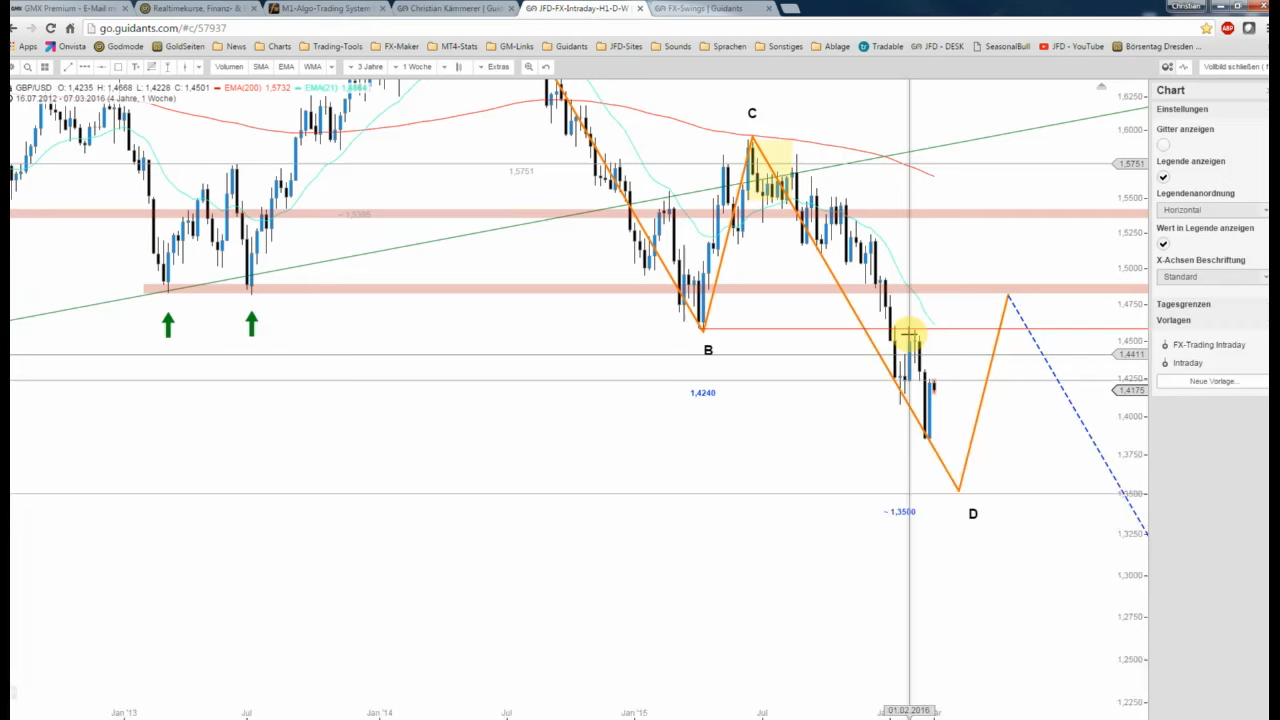 GMX Premium - E-Mail m
Realtimekurse, Finanz- &
M1-Algo-Trading System
Christian Kämmerer | Guid
JFD-FX-Intraday-H1-D-W
FX-Swings | Guidants
Christian
go.guidants.com/#c/57937
Apps
Onvista
Godmode
GoldSeiten
News
Charts
Trading-Tools
FX-Maker
MT4-Stats
GM-Links
Guidants
JFD-Sites
Sounds
Sprachen
Sonstiges
Ablage
Tradable
JFD - DESK
SeasonalBull
JFD - YouTube
Börsentag Dresden ...
Volumen
SMA
EMA
WMA
3 Jahre
1 Woche
Extras
Vollbild schließen ( f
GBP/USD O: 1,4235 H: 1,4668 L: 1,4228 C: 1,4501 EMA(200) 1,5732 EMA(21)
16.07.2012 - 07.03.2016 (4 Jahre, 1 Woche)
Chart
Einstellungen
Gitter anzeigen
Legende anzeigen
Legendenanordnung
Horizontal
Wert in Legende anzeigen
X-Achsen Beschriftung
Standard
Tagesgrenzen
Vorlagen
FX-Trading Intraday
Intraday
Neue Vorlage...
C
B
D
1,5751
1,4240
~ 1,3500
1,6250
1,6000
1,5751
1,5500
1,5250
1,5000
1,4750
1,4500
1,4411
1,4250
1,4175
1,4000
1,3750
1,3500
1,3250
1,3000
1,2750
1,2500
1,2250
Jan '13
Jul
Jan '14
Jul
Jan '15
Jul
01.02.2016